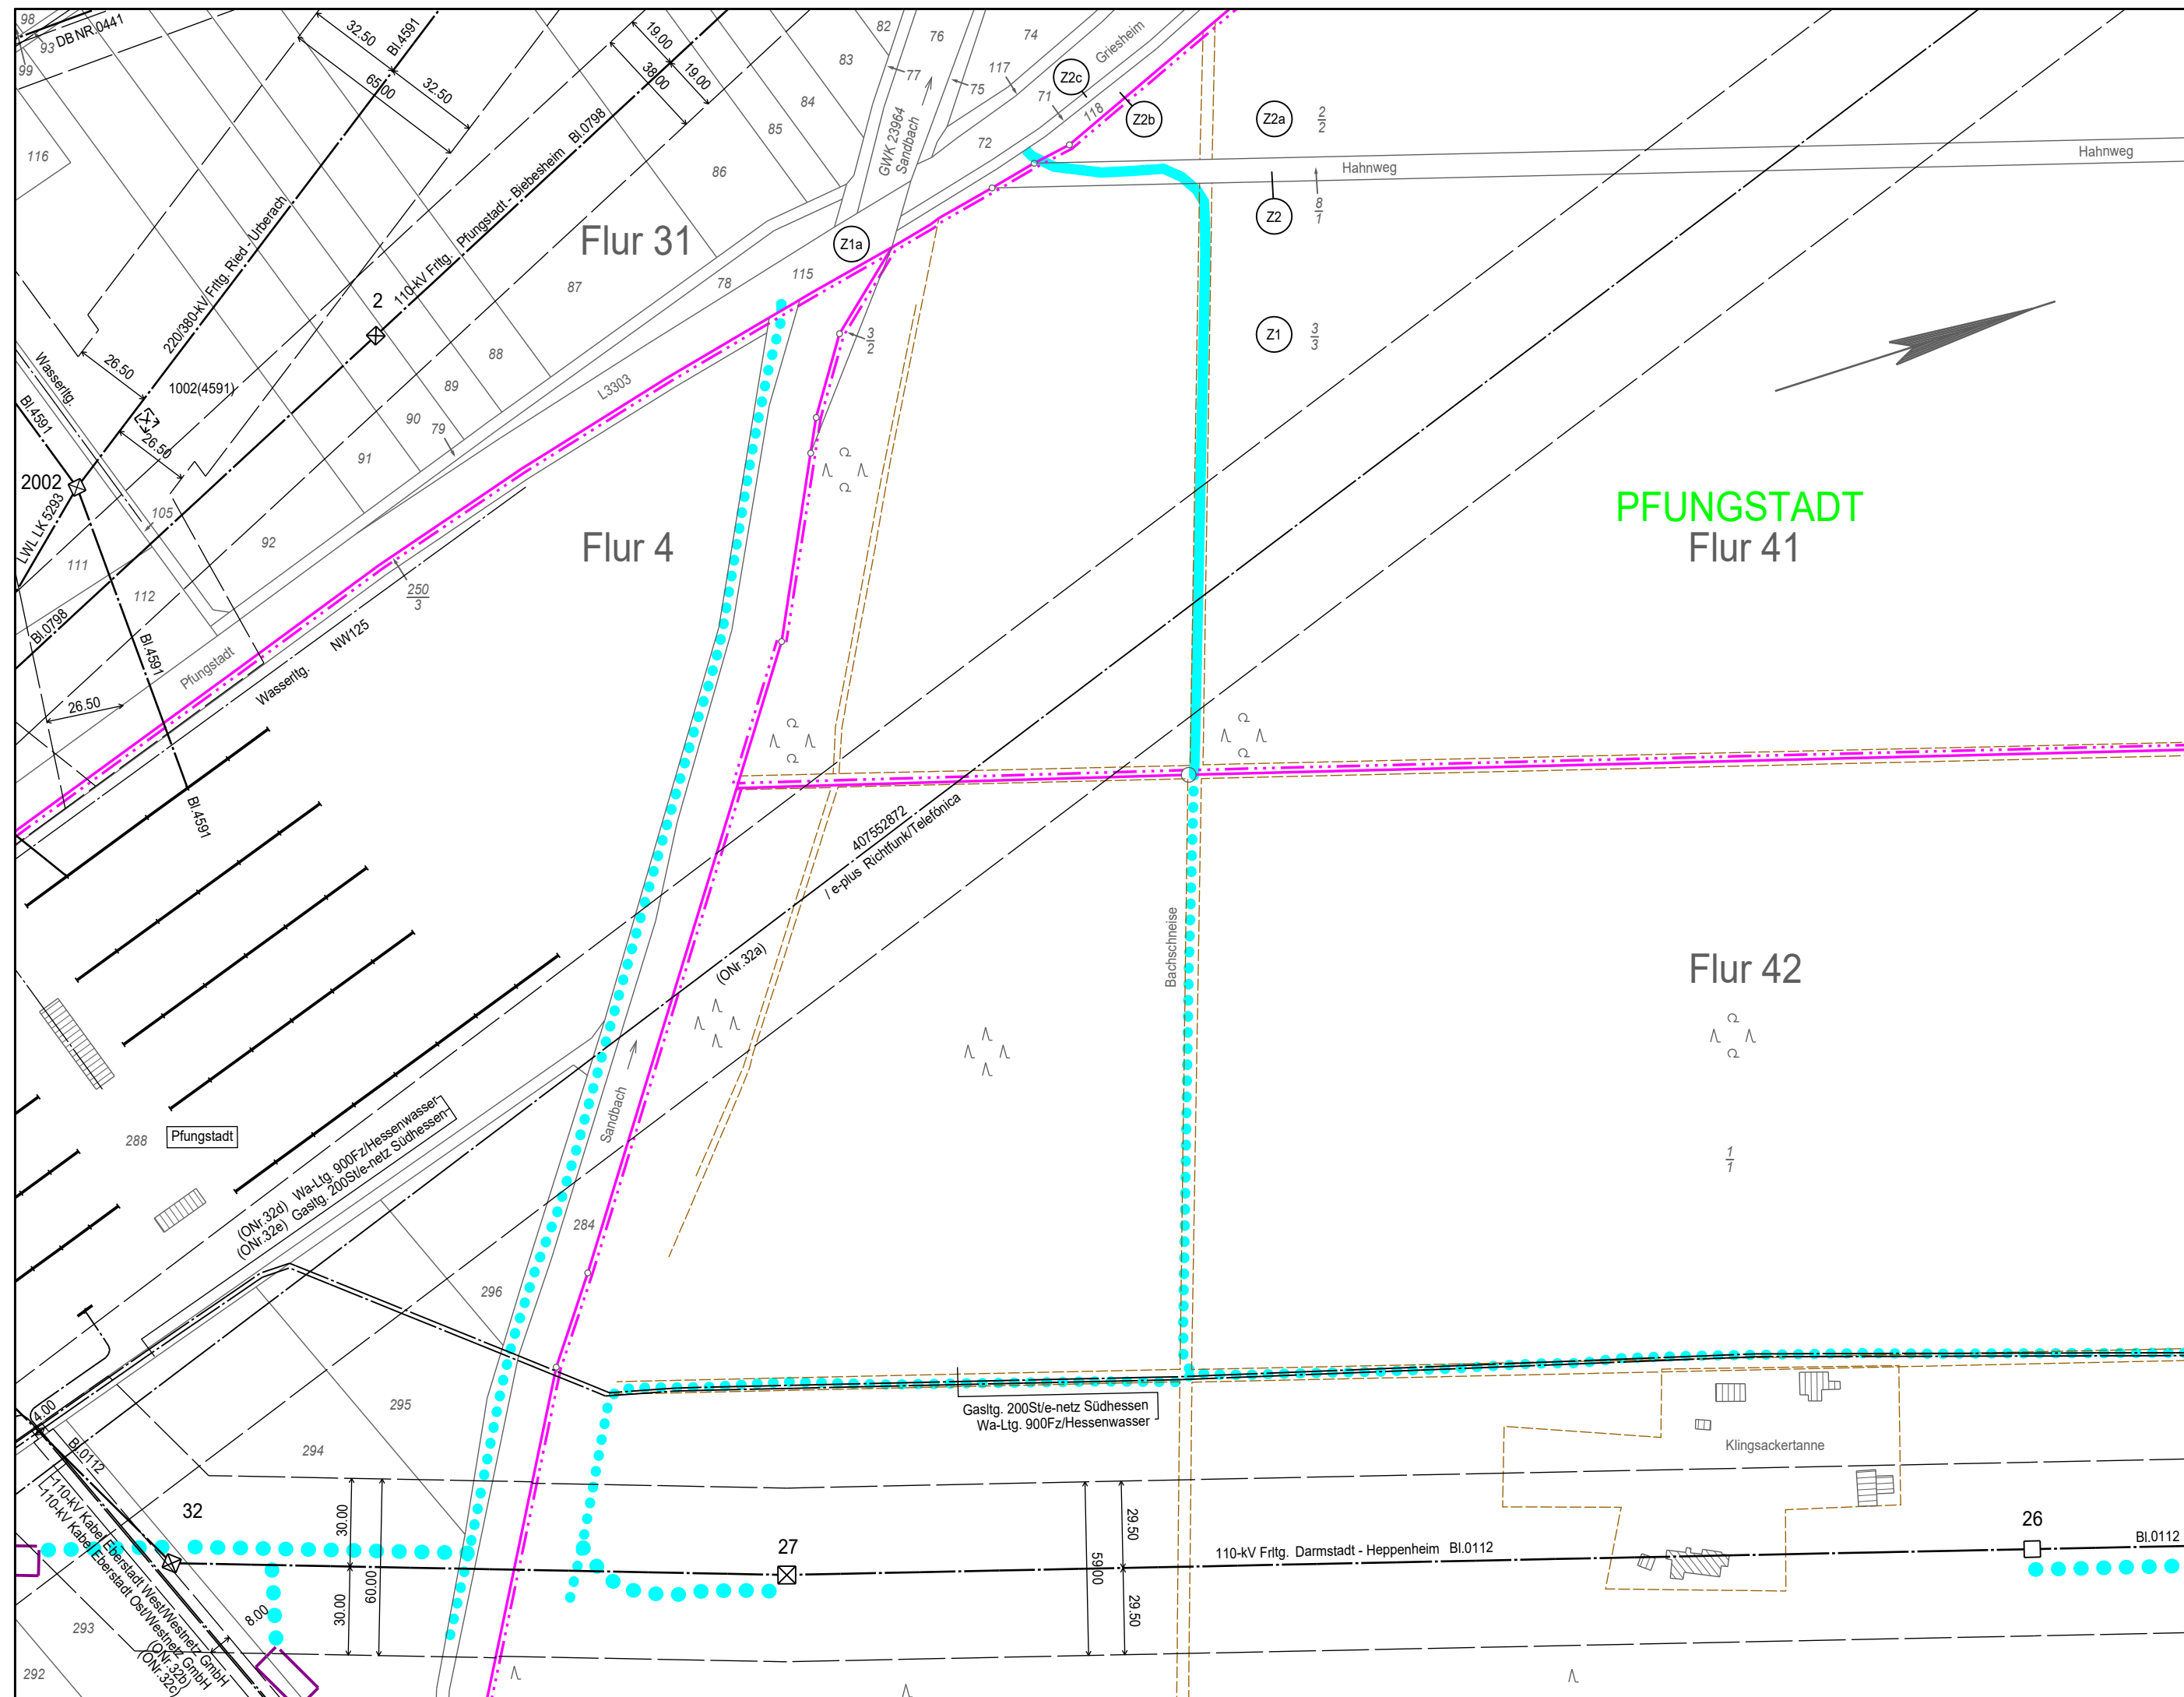 98
93
DB NR.0441
99
116
32.50
Bl.4591
65.00
32.50
19.00
38.00
19.00
82
83
76
77
74
117
75
71
118
Griesheim
Z2c
Z2b
Z2a
2
2
84
85
86
72
GWK 23964
Sandbach
Hahnweg
Hahnweg
Z2
8
1
Flur 31
Z1a
220/380-kV Frltg. Ried - Urberach
110-kV Frltg. Pfungstadt - Biebesheim Bl.0798
2
87
78
115
3
2
Z1
3
3
Wasserltg.
26.50
1002(4591)
88
89
90
79
L3303
Bl.4591
26.50
91
2002
LWL LK 5293
105
92
PFUNGSTADT
Flur 4
Flur 41
111
112
250
3
Bl.0798
Bl.4591
NW125
Pfungstadt
Wasserltg.
26.50
Bl.4591
407552872
/ e-plus Richtfunk/Telefónica
(ONr.32a)
Bachschneise
Flur 42
Sandbach
288
Pfungstadt
(ONr.32d) Wa-Ltg. 900Fz/Hessenwasser
(ONr.32e) Gasltg. 200St/e-netz Südhessen
1
1
284
296
295
294
4.00
Bl.0112
Gasltg. 200St/e-netz Südhessen
Wa-Ltg. 900Fz/Hessenwasser
Klingsackertanne
32
30.00
60.00
30.00
27
5900
29.50
29.50
110-kV Frltg. Darmstadt - Heppenheim Bl.0112
26
Bl.0112
110-kV Kabel Eberstadt West/Westnetz GmbH
110-kV Kabel Eberstadt Ost/Westnetz GmbH
(ONr.32b)
(ONr.32c)
8.00
293
292